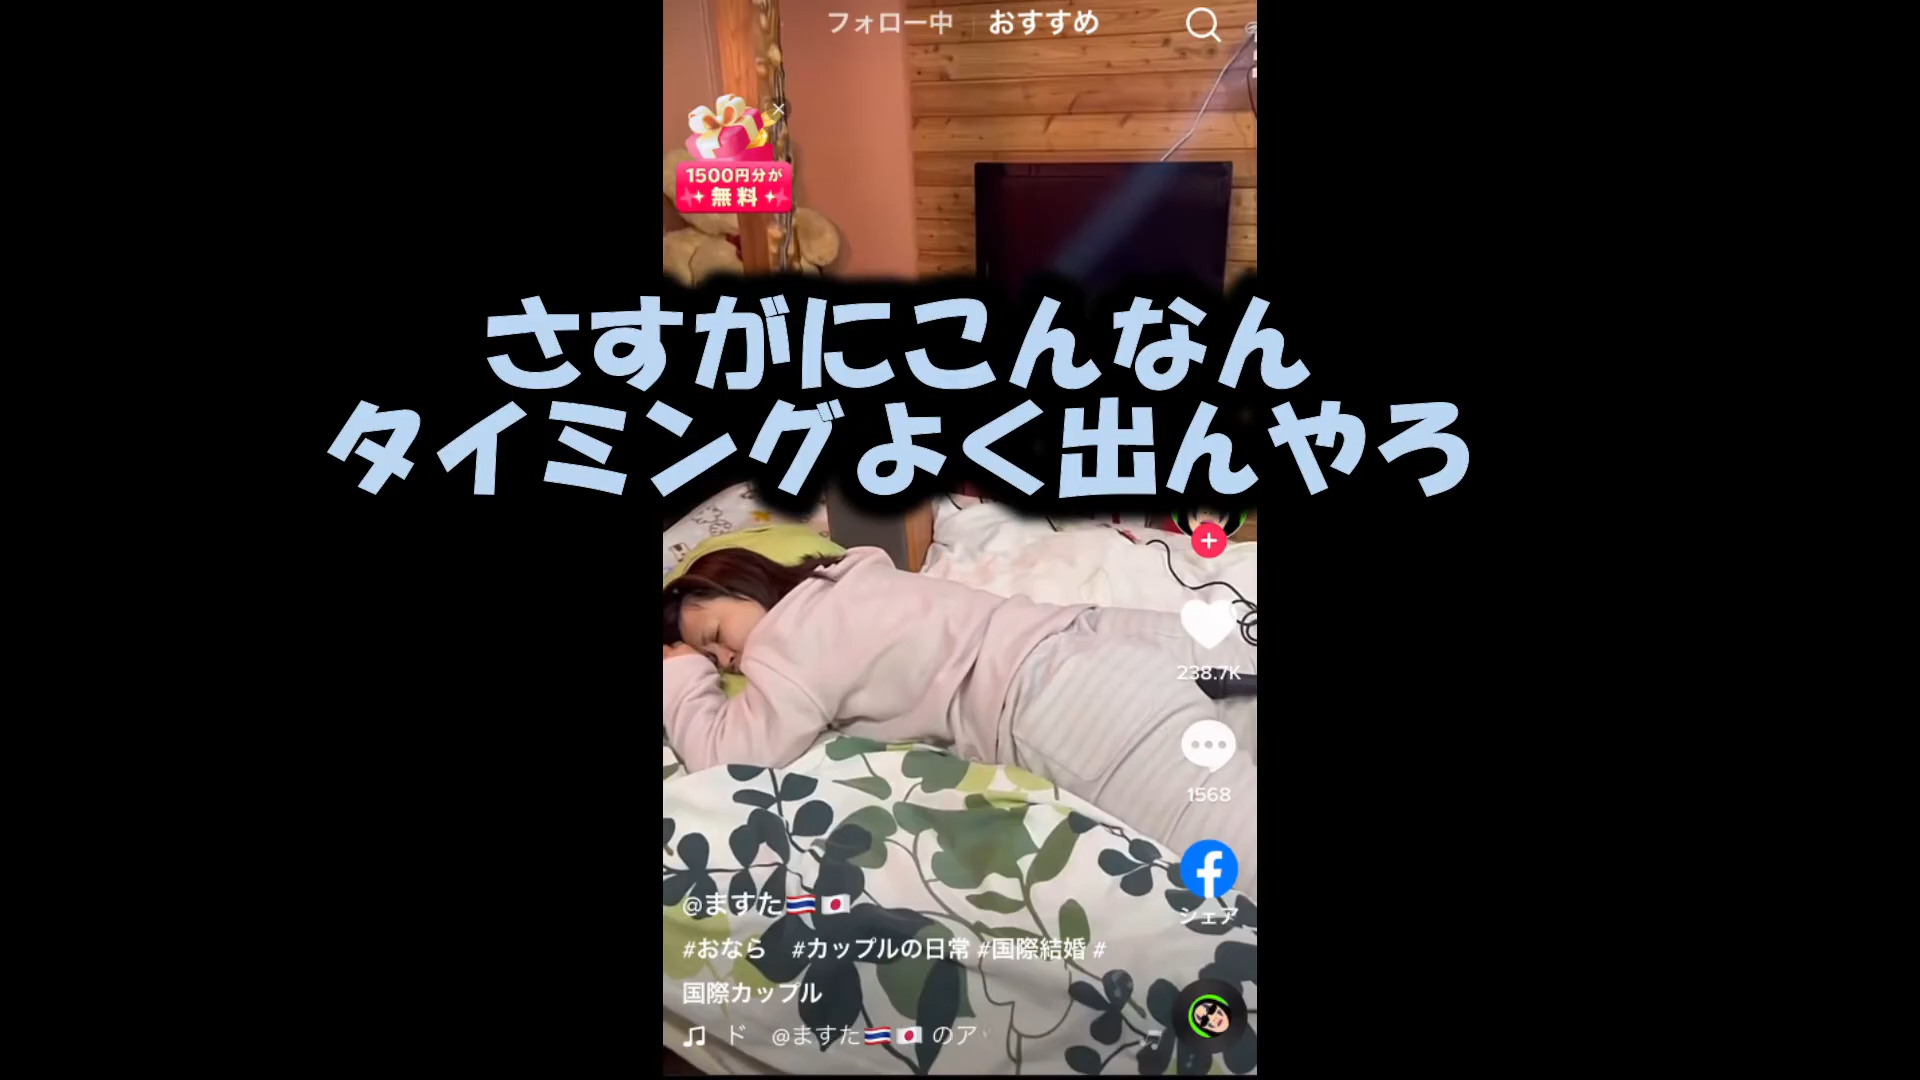 フォロー中
おすすめ
1500円分が
無料
さすがにこんなん
タイミングよく出んやろ
238.7K
1568
シェア
@ますた🇹🇭🇯🇵
#おなら #カップルの日常 #国際結婚 #
国際カップル
ド @ますた🇹🇭🇯🇵 のア